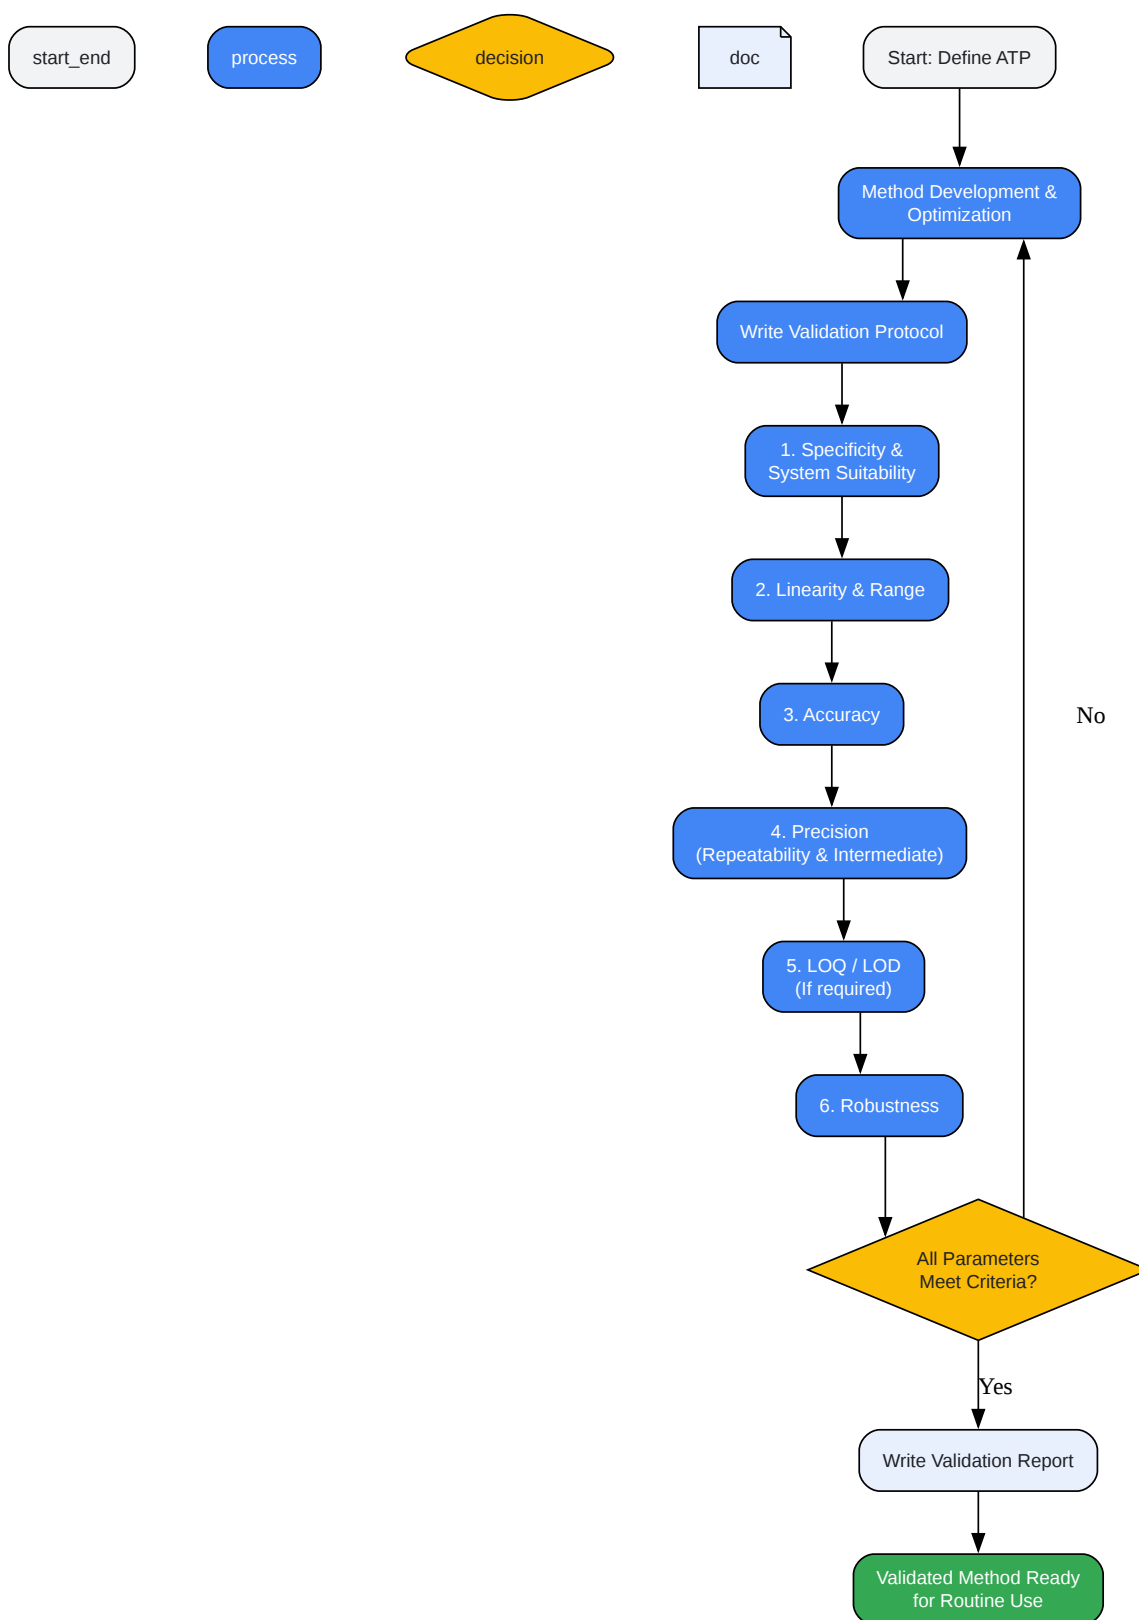 start_end
process
decision
doc
Start: Define ATP
Method Development &
Optimization
Write Validation Protocol
1. Specificity &
System Suitability
2. Linearity & Range
3. Accuracy
No
4. Precision
(Repeatability & Intermediate)
5. LOQ / LOD
(If required)
6. Robustness
All Parameters
Meet Criteria?
Yes
Write Validation Report
Validated Method Ready
for Routine Use